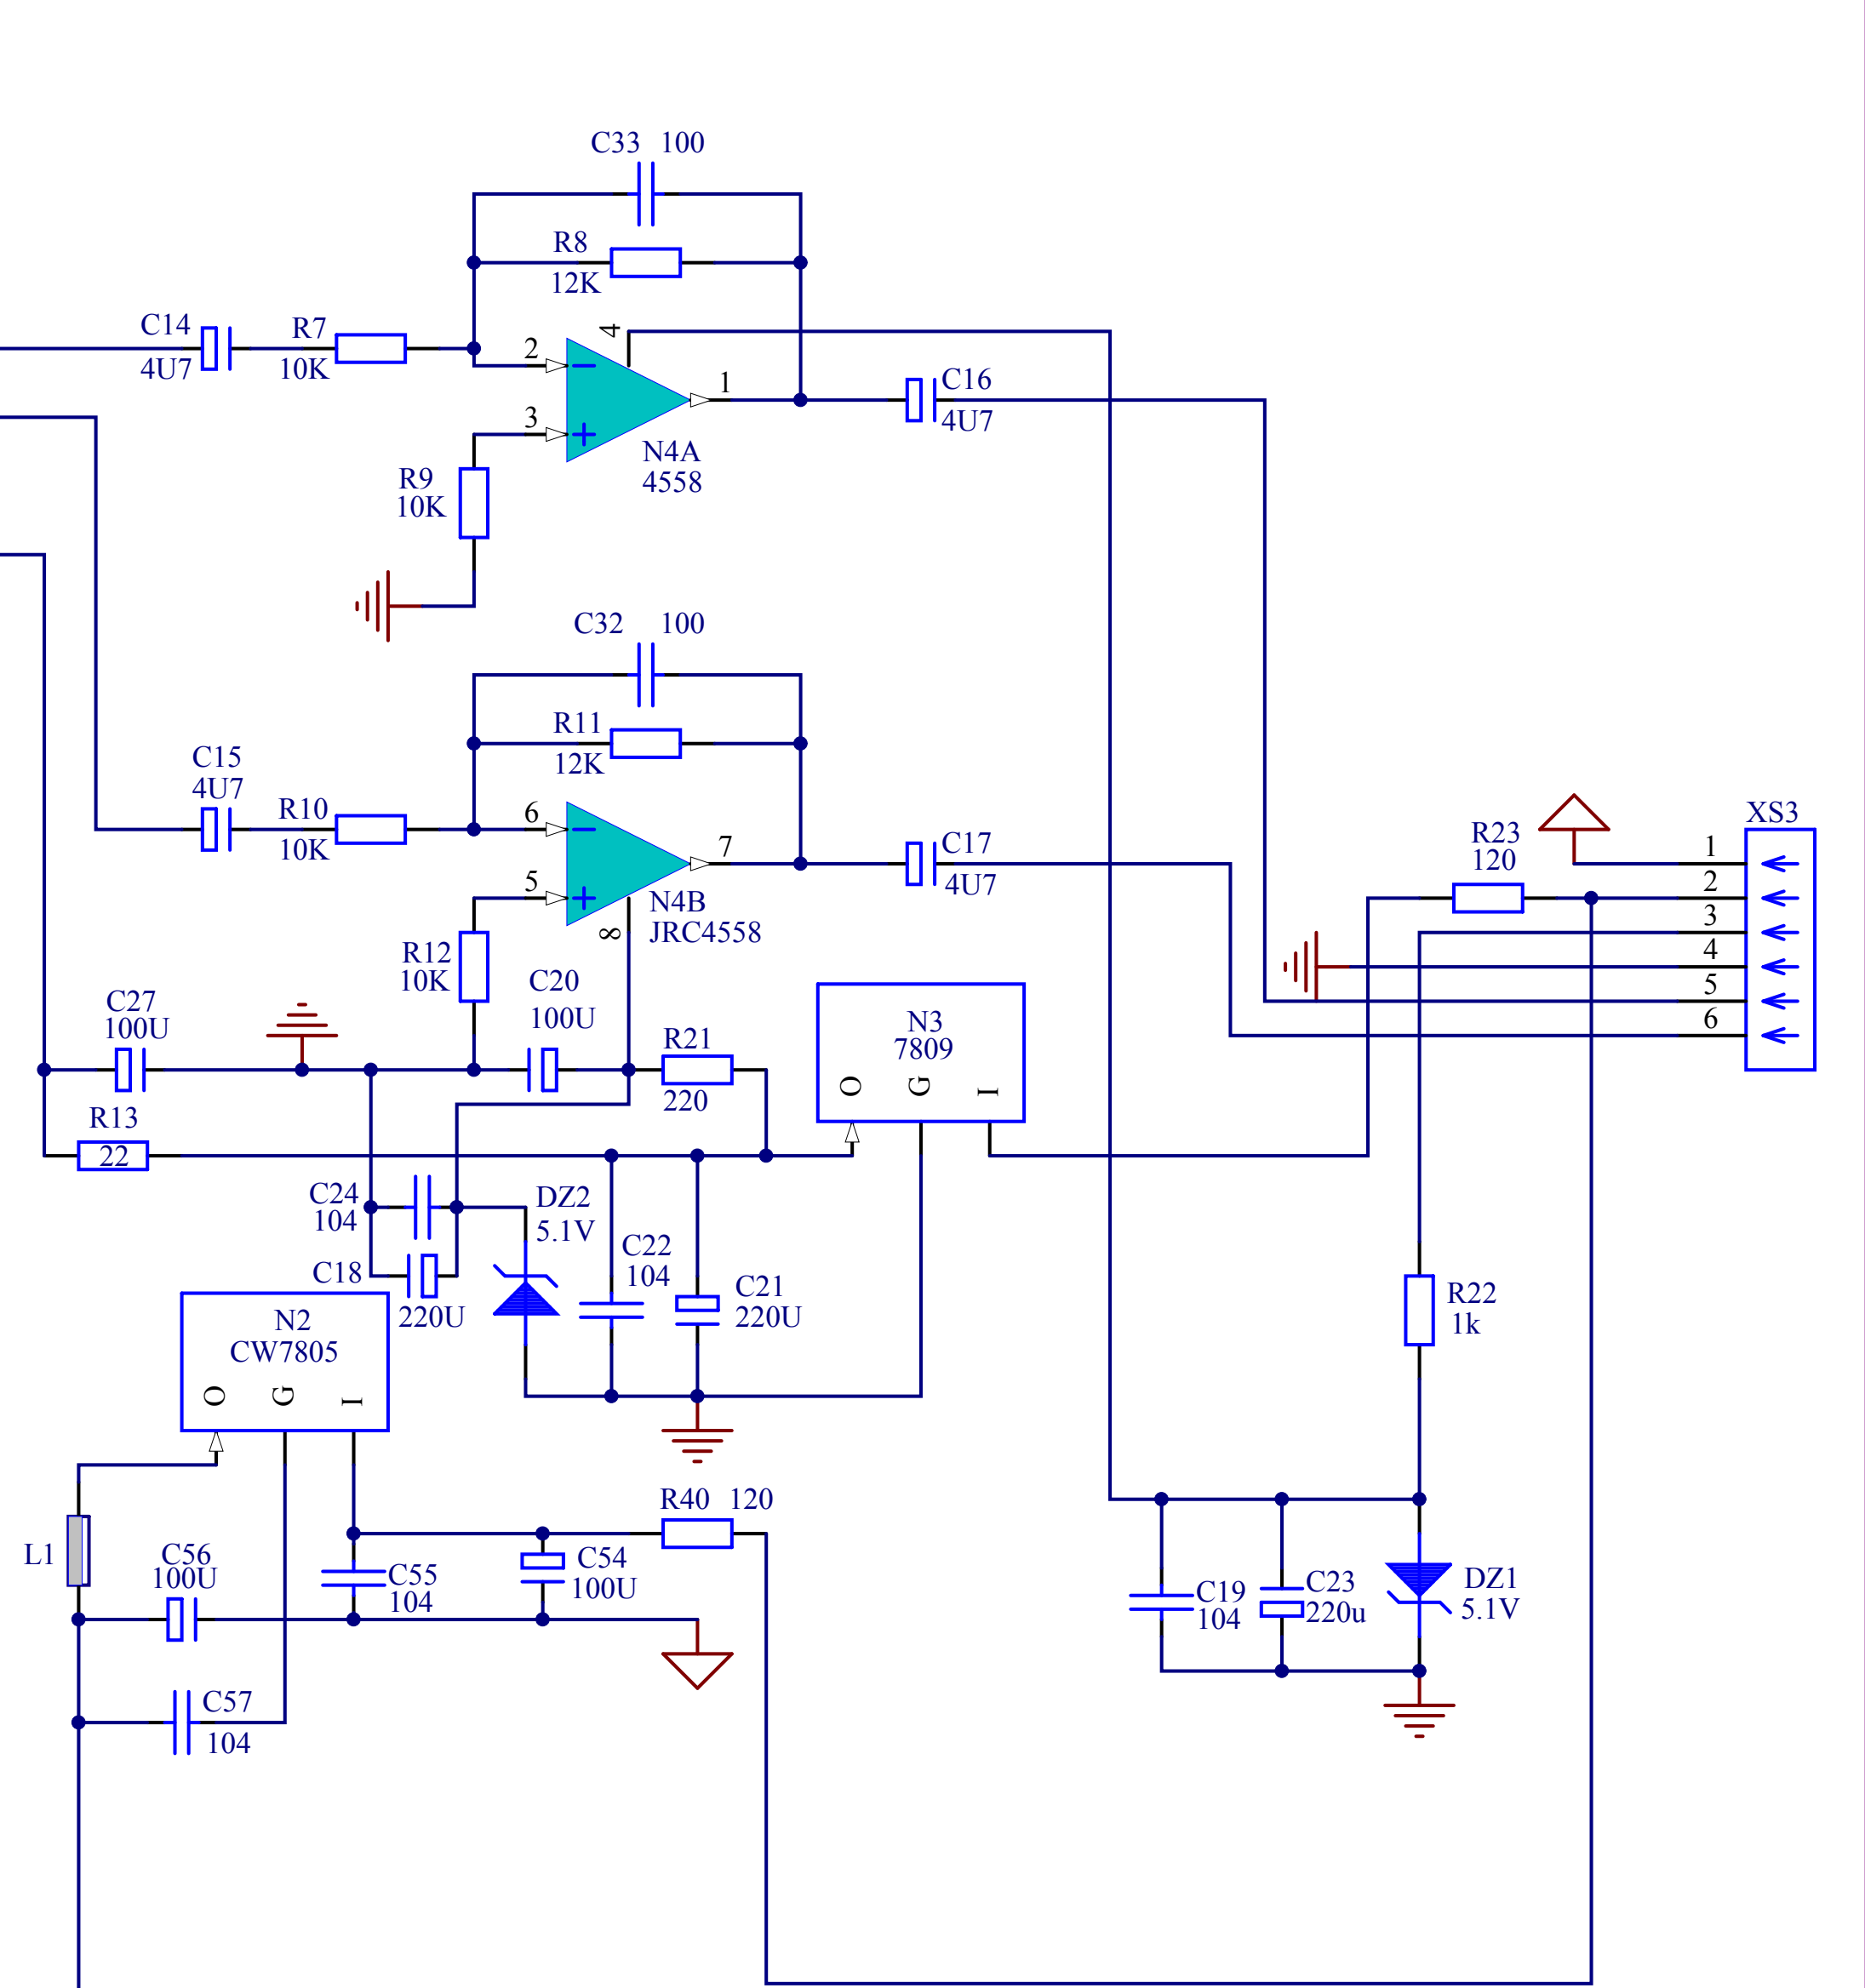 C33 100
R8
12K
C14
4U7
R7
10K
2
4
3
1
C16
4U7
N4A
4558
R9
10K
C32 100
R11
12K
C15
4U7
R10
10K
6
5
7
8
C17
4U7
N4B
JRC4558
R12
10K
XS3
1
2
3
4
5
6
R23
120
C27
100U
C20
100U
R21
220
N3
7809
O G I
R13
22
C24
104
C18
220U
DZ2
5.1V
C22
104
C21
220U
R22
1k
N2
CW7805
O G I
R40 120
L1
C56
100U
C55
104
C54
100U
C57
104
C19
104
C23
220u
DZ1
5.1V